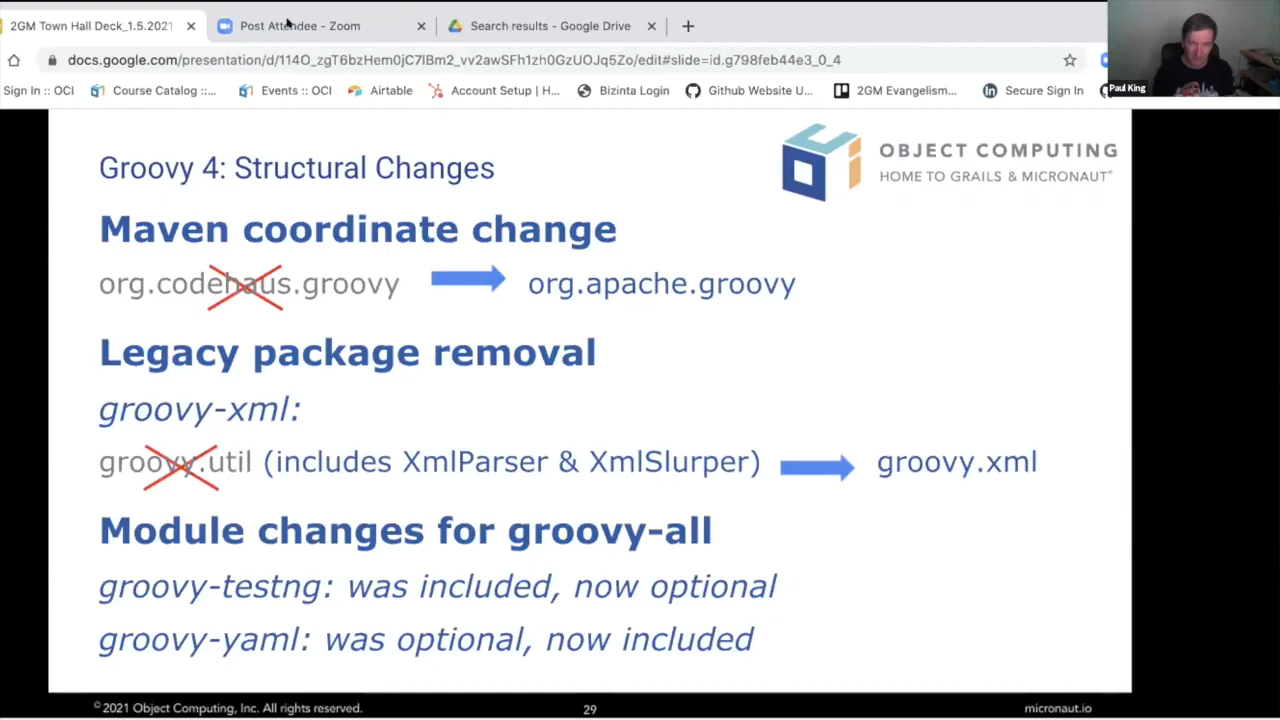 2GM Town Hall Deck_1.5.2021
Post Attendee - Zoom
Search results - Google Drive
docs.google.com/presentation/d/114O_zgT6bzHem0jC7lBm2_vv2awSFh1zh0GzUOJq5Zo/edit#slide=id.g798feb44e3_0_4
Sign In :: OCI
Course Catalog ::...
Events :: OCI
Airtable
Account Setup | H...
Bizinta Login
Github Website U...
2GM Evangelism...
Secure Sign In
Paul King
Groovy 4: Structural Changes
OBJECT COMPUTING
HOME TO GRAILS & MICRONAUT®
Maven coordinate change
org.codehaus.groovy org.apache.groovy
Legacy package removal
groovy-xml:
groovy.util (includes XmlParser & XmlSlurper) groovy.xml
Module changes for groovy-all
groovy-testng: was included, now optional
groovy-yaml: was optional, now included
© 2021 Object Computing, Inc. All rights reserved. 29 micronaut.io